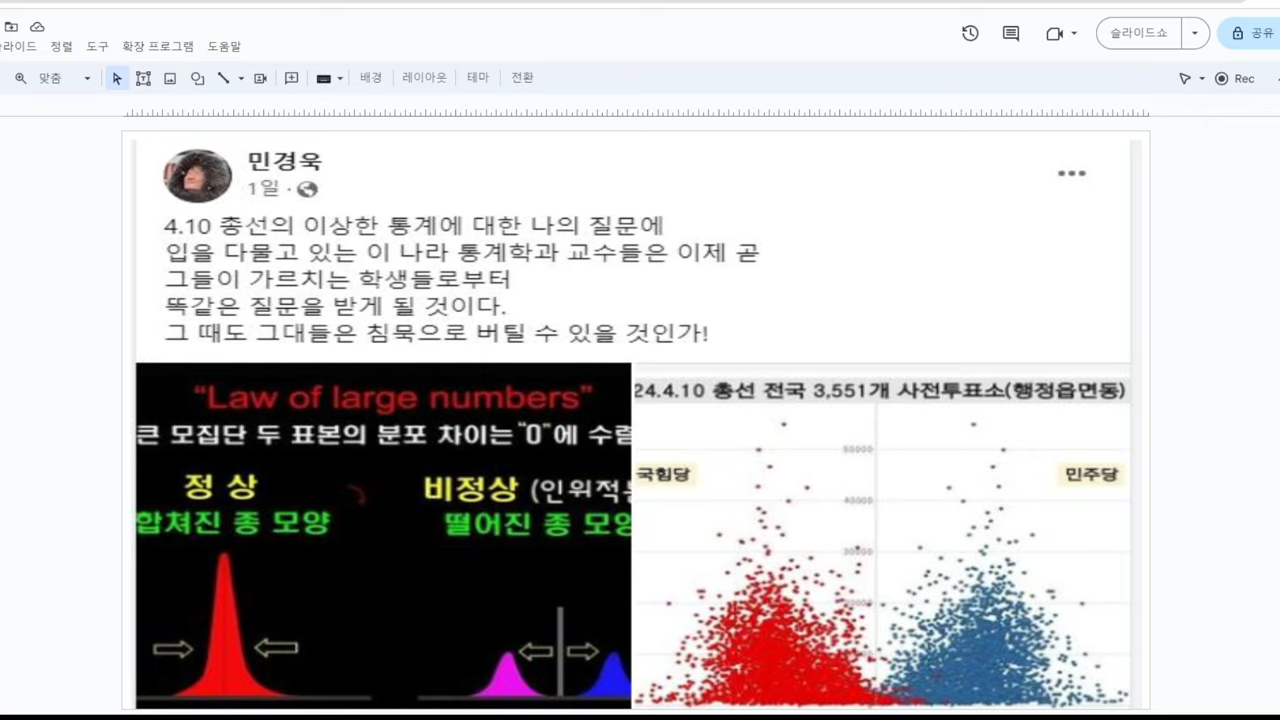 슬라이드 정렬 도구 확장 프로그램 도움말
슬라이드쇼
공유
맞춤
배경 레이아웃 테마 전환
Rec
민경욱
1일 ·
4.10 총선의 이상한 통계에 대한 나의 질문에
입을 다물고 있는 이 나라 통계학과 교수들은 이제 곧
그들이 가르치는 학생들로부터
똑같은 질문을 받게 될 것이다.
그 때도 그대들은 침묵으로 버틸 수 있을 것인가!
“Law of large numbers”
큰 모집단 두 표본의 분포 차이는 “0”에 수렴
정 상
비정상 (인위적
합쳐진 종 모양
떨어진 종 모양
24.4.10 총선 전국 3,551개 사전투표소(행정읍면동)
국힘당
민주당
50000
40000
30000